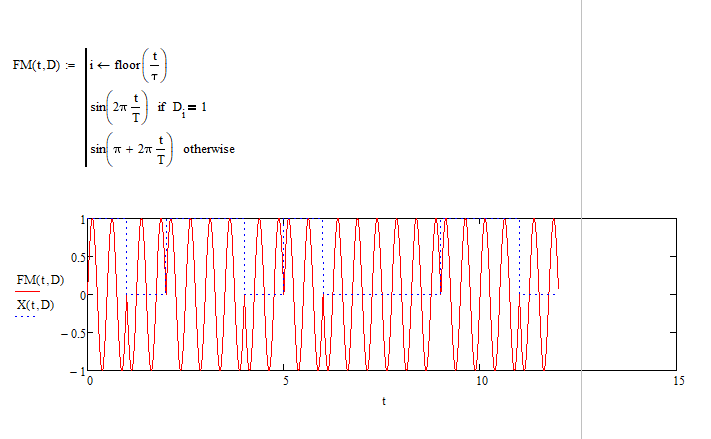 FM(t,D) := i ← floor(t/τ)
sin(2π t/T) if D_i = 1
sin(π + 2π t/T) otherwise
1
0.5
FM(t,D)
0
X(t,D)
−0.5
−1
0 5 10 15
t